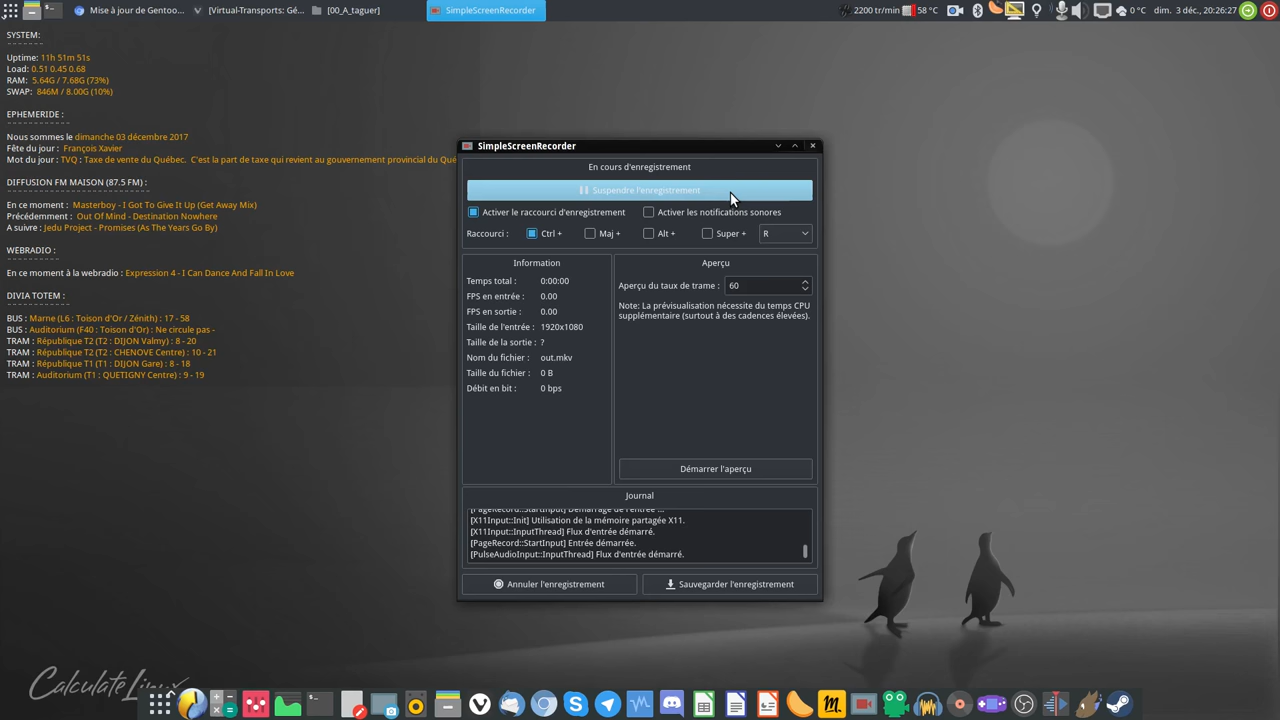 Mise à jour de Gentoo...
[Virtual-Transports: Gé...
[00_A_taguer]
SimpleScreenRecorder
2200 tr/min
58 °C
0 °C
dim. 3 déc., 20:26:27
SYSTEM:
Uptime: 11h 51m 51s
Load: 0.51 0.45 0.68
RAM: 5.64G / 7.68G (73%)
SWAP: 846M / 8.00G (10%)
EPHEMERIDE :
Nous sommes le dimanche 03 décembre 2017
Fête du jour : François Xavier
Mot du jour : TVQ : Taxe de vente du Québec. C'est la part de taxe qui revient au gouvernement provincial du Qué
DIFFUSION FM MAISON (87.5 FM) :
En ce moment : Masterboy - I Got To Give It Up (Get Away Mix)
Précédemment : Out Of Mind - Destination Nowhere
A suivre : Jedu Project - Promises (As The Years Go By)
WEBRADIO :
En ce moment à la webradio : Expression 4 - I Can Dance And Fall In Love
DIVIA TOTEM :
BUS : Marne (L6 : Toison d'Or / Zénith) : 17 - 58
BUS : Auditorium (F40 : Toison d'Or) : Ne circule pas -
TRAM : République T2 (T2 : DIJON Valmy) : 8 - 20
TRAM : République T2 (T2 : CHENOVE Centre) : 10 - 21
TRAM : République T1 (T1 : DIJON Gare) : 8 - 18
TRAM : Auditorium (T1 : QUETIGNY Centre) : 9 - 19
SimpleScreenRecorder
En cours d'enregistrement
Suspendre l'enregistrement
Activer le raccourci d'enregistrement
Activer les notifications sonores
Raccourci : Ctrl + Maj + Alt + Super + R
Information
Temps total : 0:00:00
FPS en entrée : 0.00
FPS en sortie : 0.00
Taille de l'entrée : 1920x1080
Taille de la sortie : ?
Nom du fichier : out.mkv
Taille du fichier : 0 B
Débit en bit : 0 bps
Aperçu
Aperçu du taux de trame : 60
Note: La prévisualisation nécessite du temps CPU
supplémentaire (surtout à des cadences élevées).
Démarrer l'aperçu
Journal
[PageRecord::StartInput] Démarrage de l'entrée ...
[X11Input::Init] Utilisation de la mémoire partagée X11.
[X11Input::InputThread] Flux d'entrée démarré.
[PageRecord::StartInput] Entrée démarrée.
[PulseAudioInput::InputThread] Flux d'entrée démarré.
Annuler l'enregistrement
Sauvegarder l'enregistrement
Calculate Linux